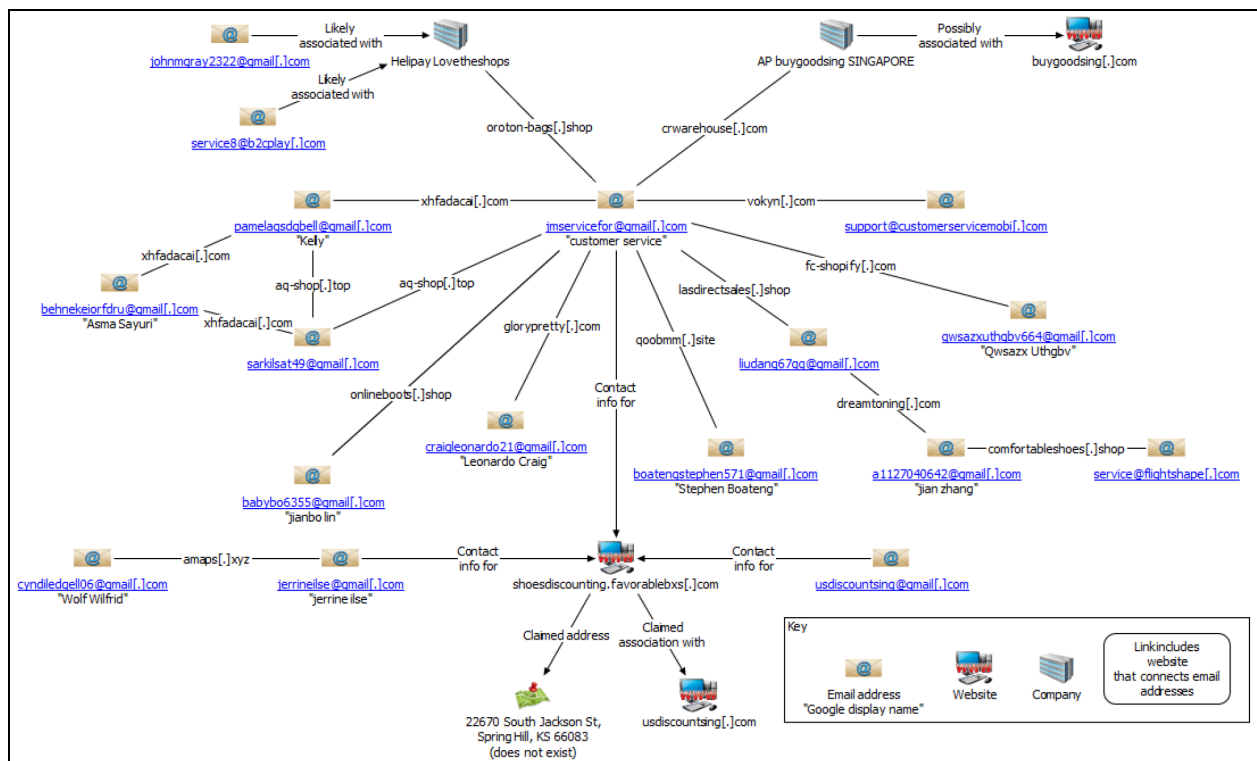 Likely
associated with
Possibly
associated with
johnmgray2322@gmail[.]com
Helipay Lovetheshops
AP buygoodsing SINGAPORE
buygoodsing[.]com
Likely
associated with
service8@b2cplay[.]com
oroton-bags[.]shop
crwarehouse[.]com
xhfadacai[.]com
vokyn[.]com
pamelagsdgbell@gmail[.]com
"Kelly"
jmservicefor@gmail[.]com
"customer service"
support@customerservicemobi[.]com
xhfadacai[.]com
aq-shop[.]top
aq-shop[.]top
fc-shopify[.]com
lasdirectsales[.]shop
behnekeiorfdru@gmail[.]com
"Asma Sayuri"
xhfadacai[.]com
glorypretty[.]com
qoobmm[.]site
sarkilsat49@gmail[.]com
liudang67gg@gmail[.]com
qwsazxuthgbv664@gmail[.]com
"Qwsazx Uthgbv"
onlineboots[.]shop
Contact
info for
dreamtoning[.]com
craigleonardo21@gmail[.]com
"Leonardo Craig"
boatengstephen571@gmail[.]com
"Stephen Boateng"
comfortableshoes[.]shop
a1127040642@gmail[.]com
"jian zhang"
service@flightshape[.]com
babybo6355@gmail[.]com
"jianbo lin"
amaps[.]xyz
Contact
info for
Contact
info for
cyndiledgell06@gmail[.]com
"Wolf Wilfrid"
jerrineilse@gmail[.]com
"jerrine ilse"
shoesdiscounting.favorablebxs[.]com
usdiscountsing@gmail[.]com
Claimed address
Claimed
association with
22670 South Jackson St,
Spring Hill, KS 66083
(does not exist)
usdiscountsing[.]com
Key
Email address
"Google display name"
Website
Company
Link includes
website
that connects email
addresses